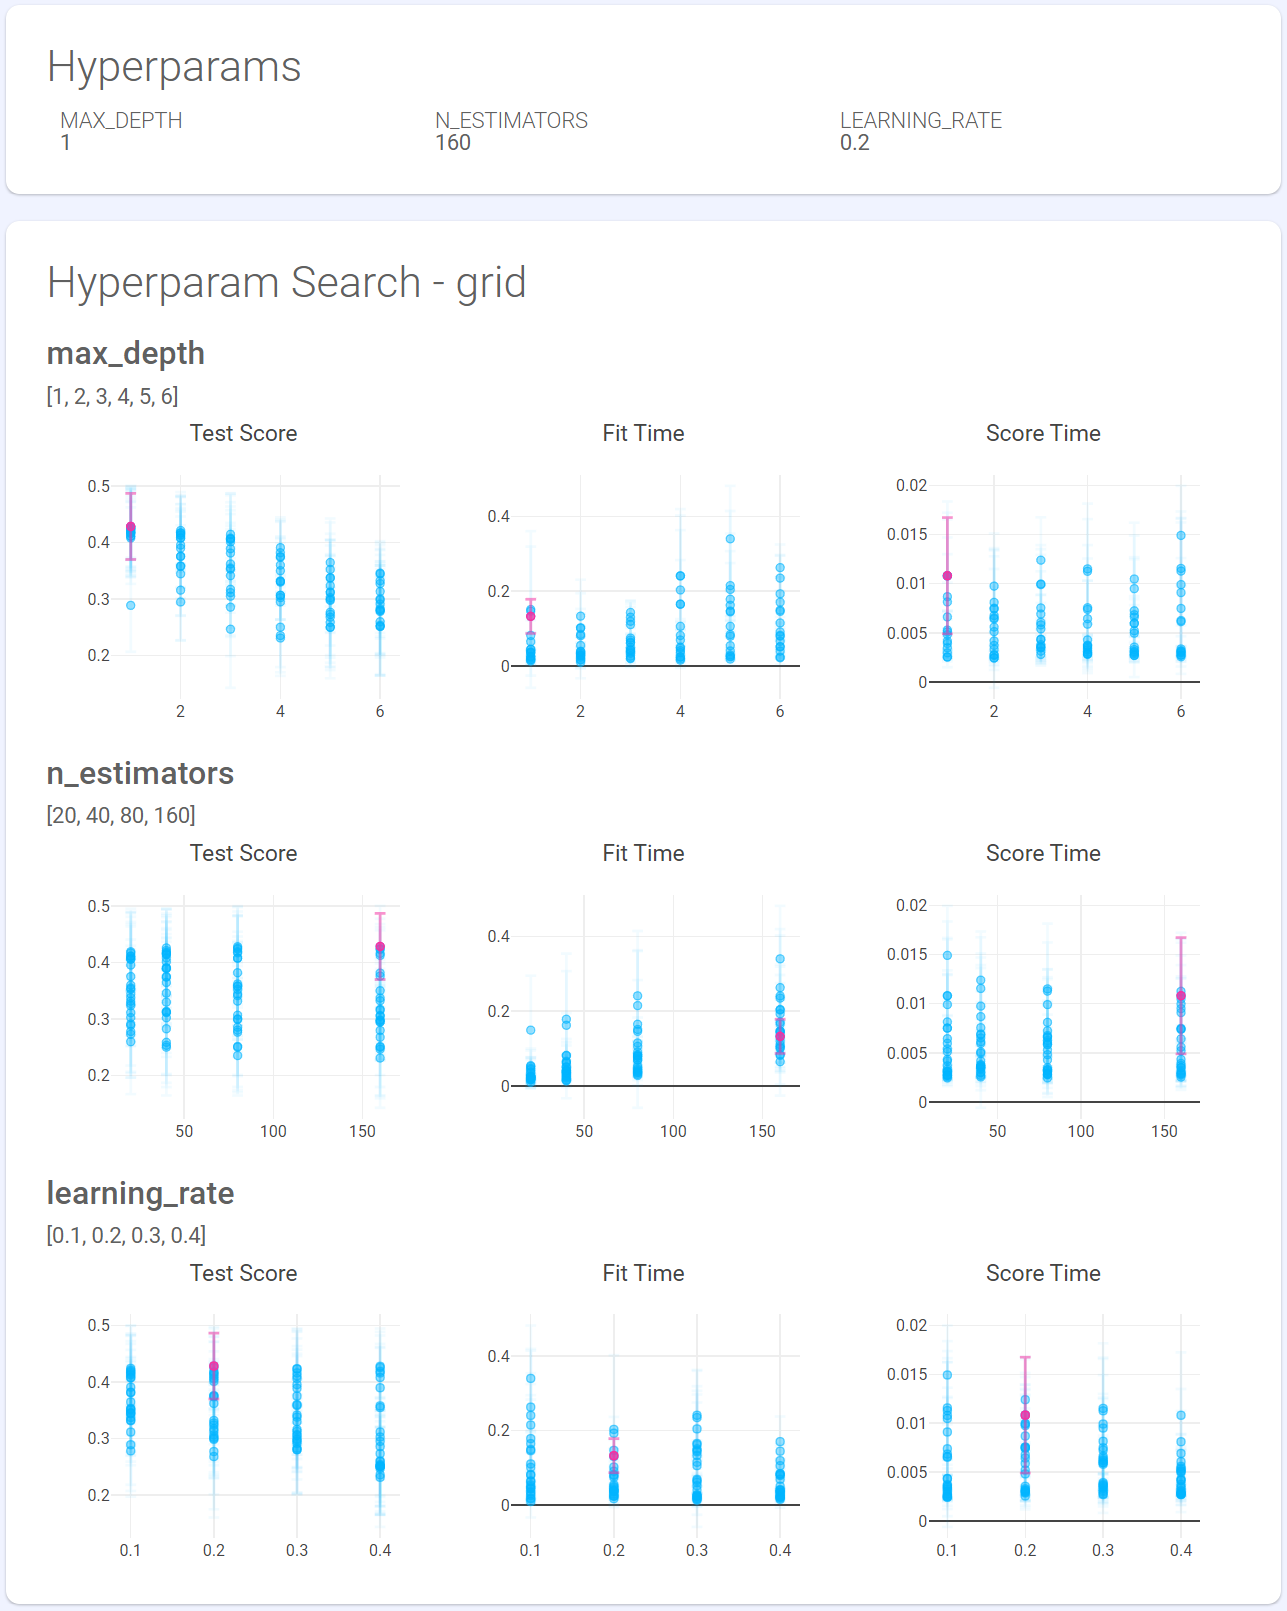 Hyperparams
MAX_DEPTH N_ESTIMATORS LEARNING_RATE
1 160 0.2
Hyperparam Search - grid
max_depth
[1, 2, 3, 4, 5, 6]
Test Score Fit Time Score Time
0.5
0.4
0.3
0.2
2 4 6
0.4
0.2
0
2 4 6
0.02
0.015
0.01
0.005
0
2 4 6
n_estimators
[20, 40, 80, 160]
Test Score Fit Time Score Time
0.5
0.4
0.3
0.2
50 100 150
0.4
0.2
0
50 100 150
0.02
0.015
0.01
0.005
0
50 100 150
learning_rate
[0.1, 0.2, 0.3, 0.4]
Test Score Fit Time Score Time
0.5
0.4
0.3
0.2
0.1 0.2 0.3 0.4
0.4
0.2
0
0.1 0.2 0.3 0.4
0.02
0.015
0.01
0.005
0
0.1 0.2 0.3 0.4